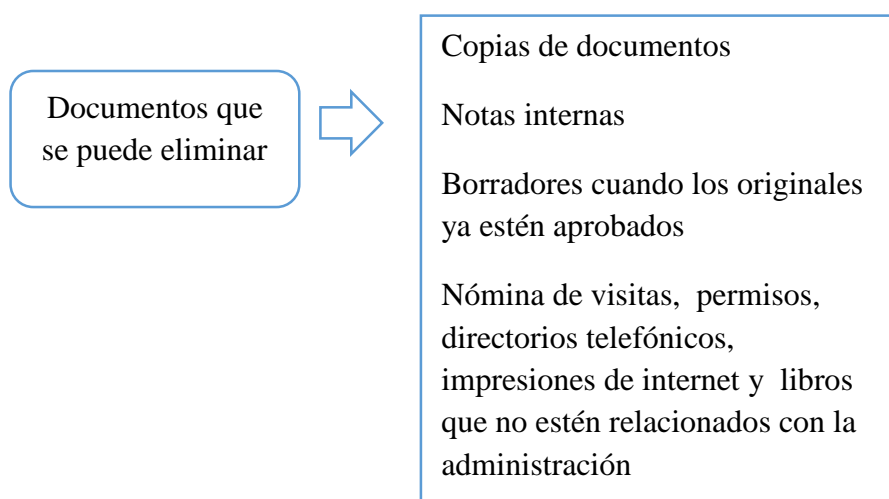 Documentos que
se puede eliminar
Copias de documentos
Notas internas
Borradores cuando los originales
ya estén aprobados
Nómina de visitas, permisos,
directorios telefónicos,
impresiones de internet y libros
que no estén relacionados con la
administración